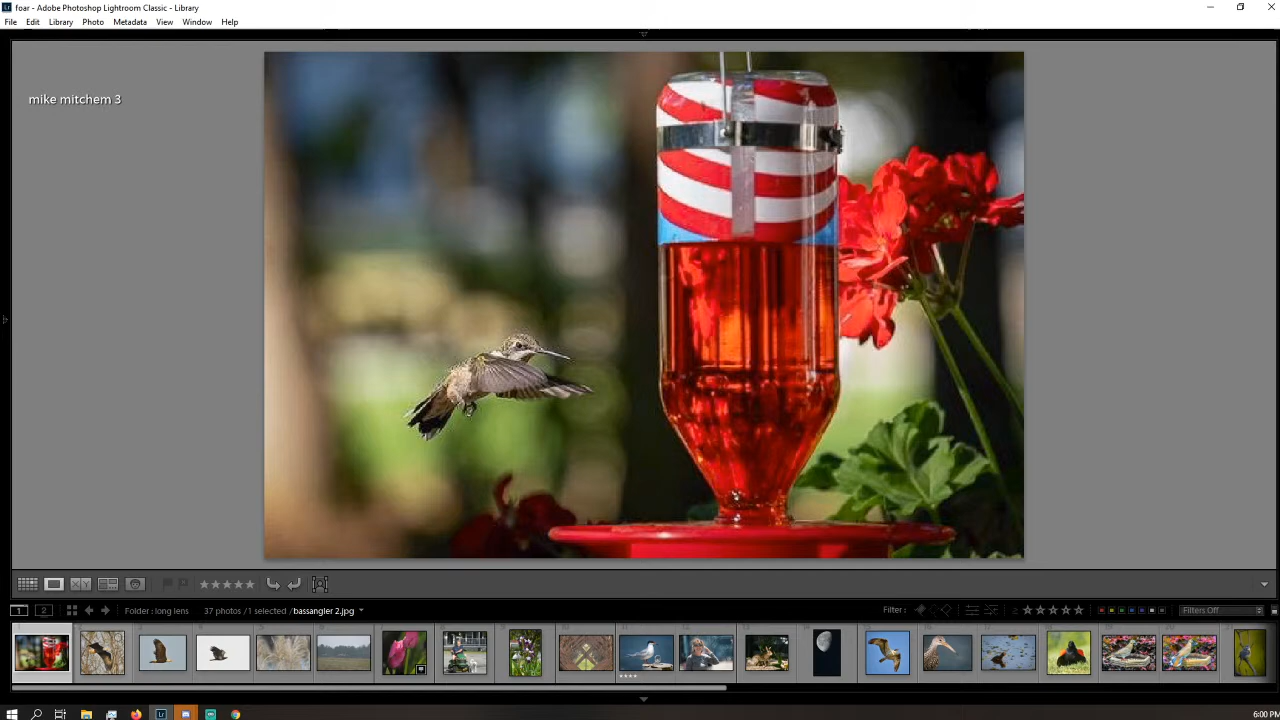 foar - Adobe Photoshop Lightroom Classic - Library
File Edit Library Photo Metadata View Window Help
mike mitchem 3
1 2 Folder : long lens 37 photos / 1 selected / bassangler 2.jpg Filter : Filters Off
6:00 PM